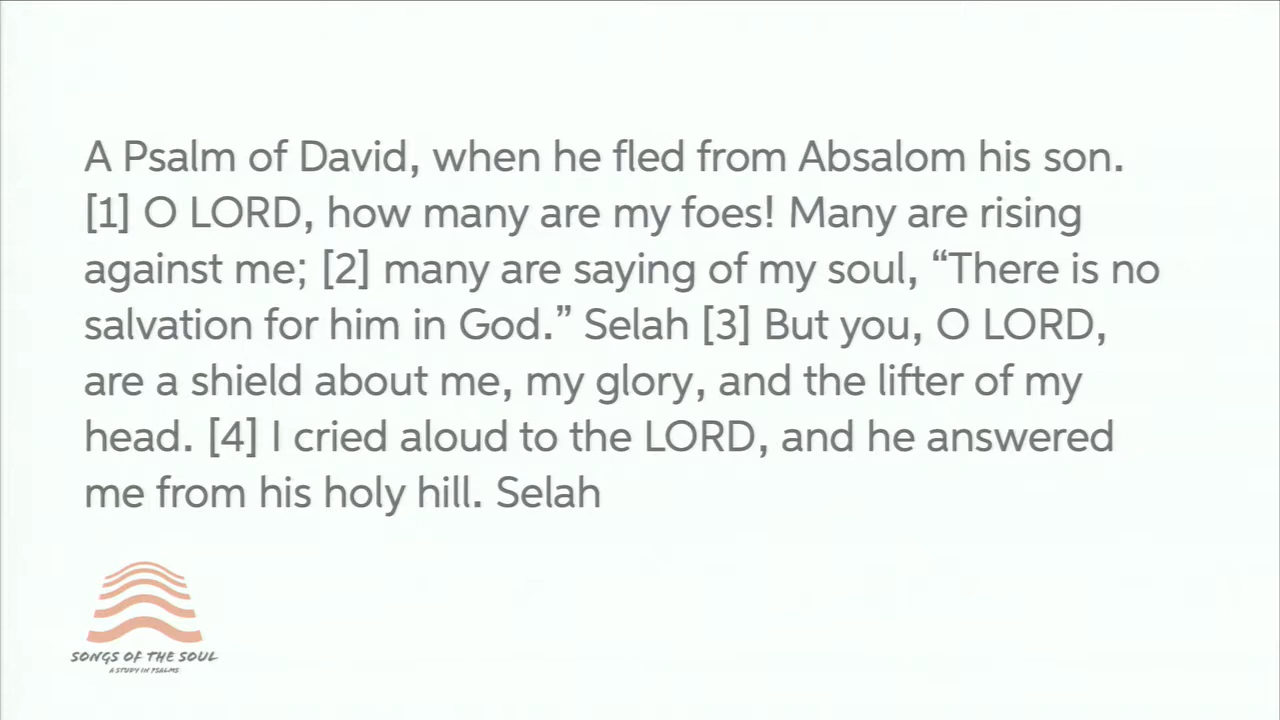 A Psalm of David, when he fled from Absalom his son.
[1] O LORD, how many are my foes! Many are rising
against me; [2] many are saying of my soul, “There is no
salvation for him in God.” Selah [3] But you, O LORD,
are a shield about me, my glory, and the lifter of my
head. [4] I cried aloud to the LORD, and he answered
me from his holy hill. Selah
SONGS OF THE SOUL
A STUDY IN PSALMS